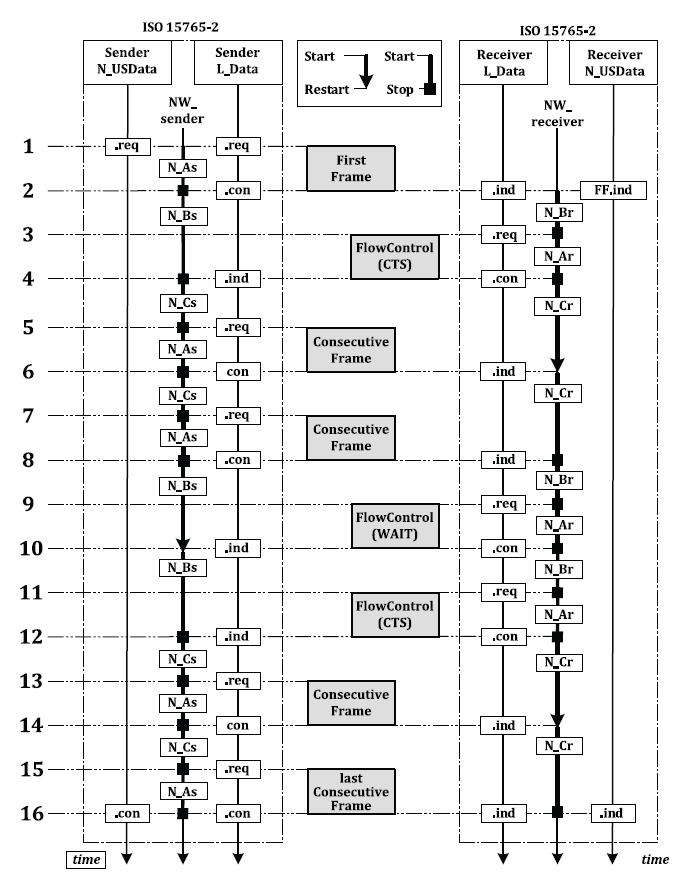 ISO 15765-2
ISO 15765-2
Sender
N_USData
Sender
L_Data
Start
Start
Restart
Stop
Receiver
L_Data
Receiver
N_USData
NW_
sender
NW_
receiver
1
.req
.req
First
Frame
N_As
2
.con
.ind
FF.ind
N_Bs
N_Br
3
FlowControl
(CTS)
.req
N_Ar
4
.ind
.con
N_Cs
N_Cr
5
.req
Consecutive
Frame
N_As
6
con
.ind
N_Cs
N_Cr
7
.req
Consecutive
Frame
N_As
8
.con
.ind
N_Bs
N_Br
9
FlowControl
(WAIT)
.req
N_Ar
10
.ind
.con
N_Bs
N_Br
11
FlowControl
(CTS)
.req
N_Ar
12
.ind
.con
N_Cs
N_Cr
13
.req
Consecutive
Frame
N_As
14
con
.ind
N_Cs
N_Cr
15
.req
last
Consecutive
Frame
N_As
16
.con
.con
.ind
.ind
time
time